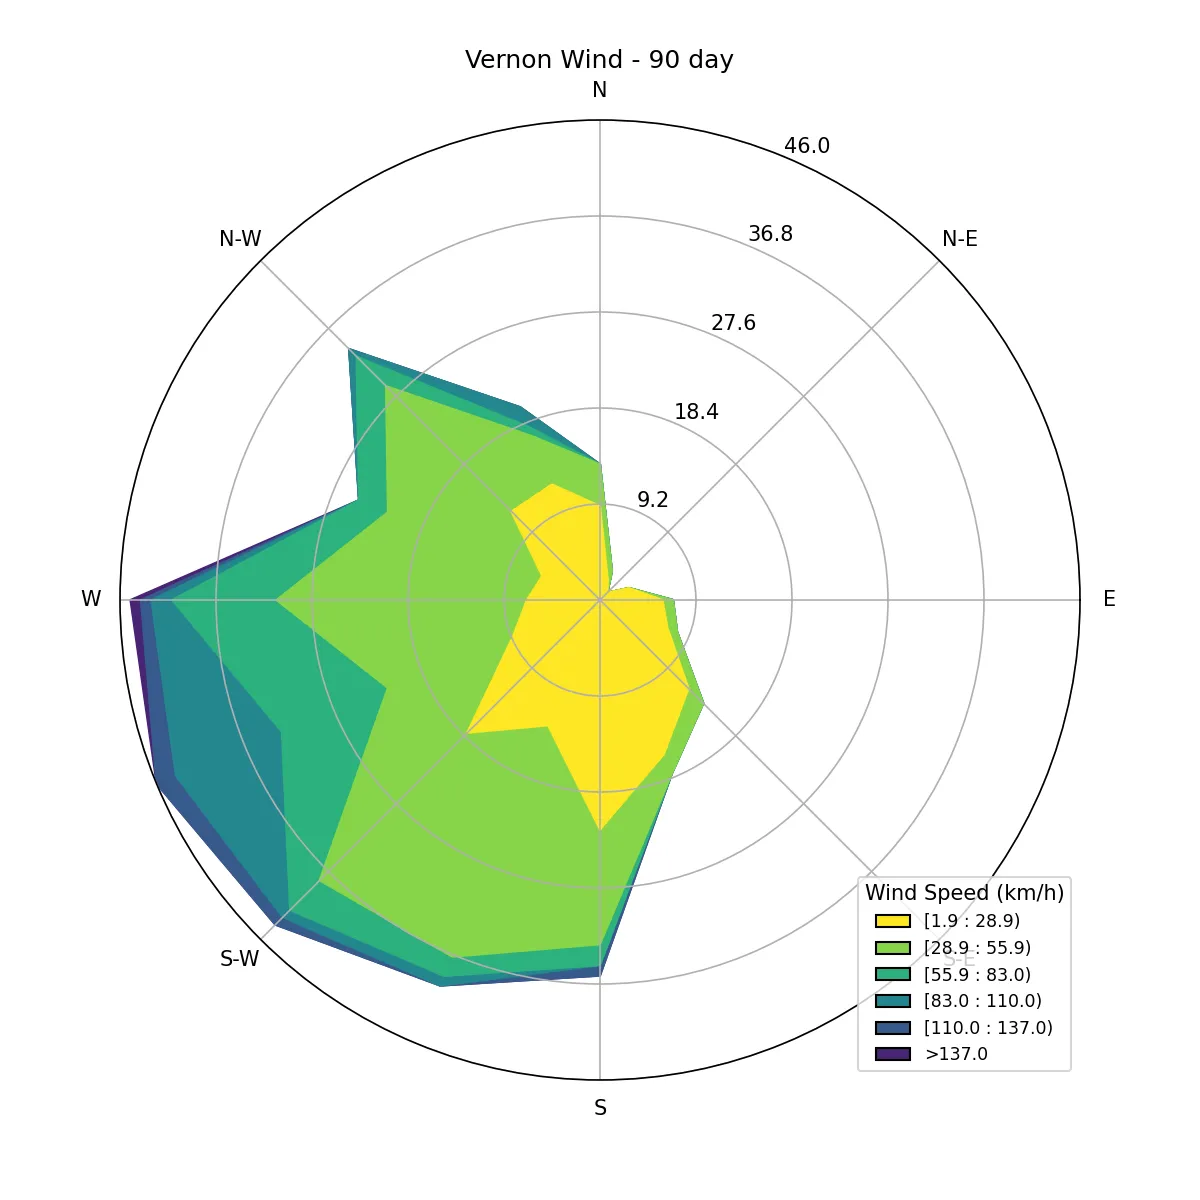 Vernon Wind - 90 day
N
46.0
N-W
36.8
N-E
27.6
18.4
9.2
W
E
S-W
S-E
S
Wind Speed (km/h)
[1.9 : 28.9)
[28.9 : 55.9)
[55.9 : 83.0)
[83.0 : 110.0)
[110.0 : 137.0)
>137.0